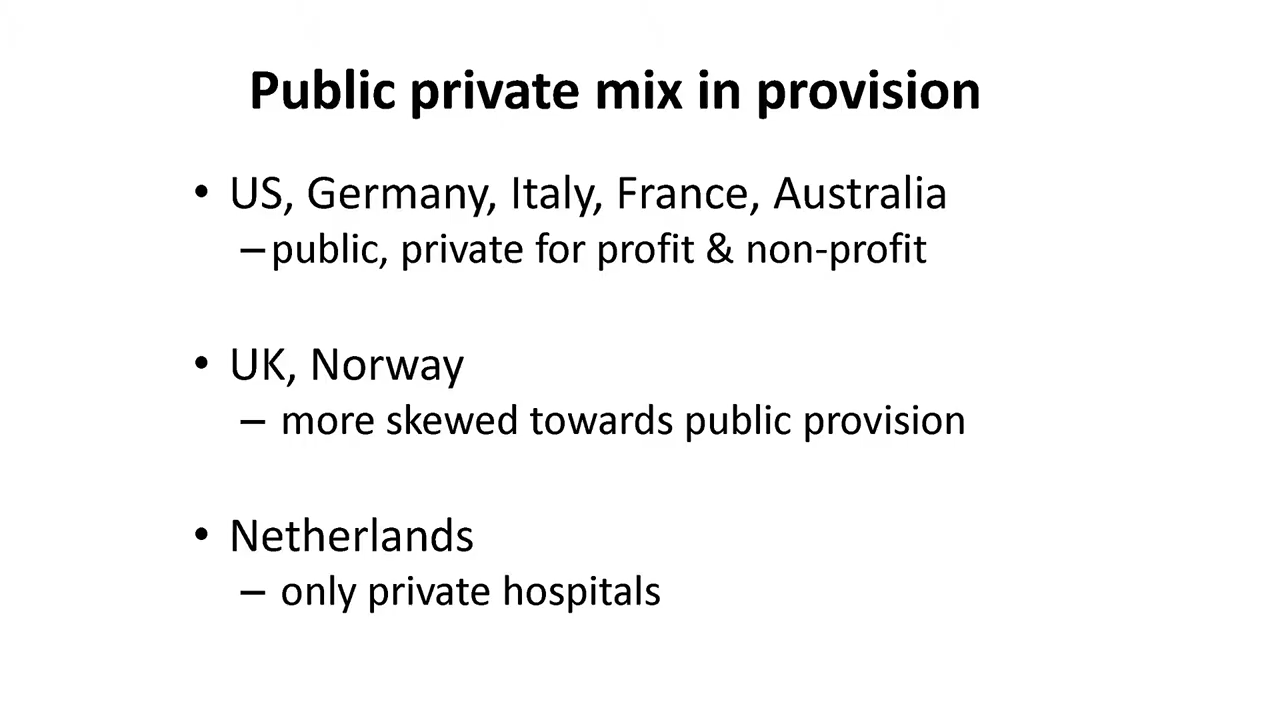 Public private mix in provision
• US, Germany, Italy, France, Australia
–public, private for profit & non-profit
• UK, Norway
– more skewed towards public provision
• Netherlands
– only private hospitals